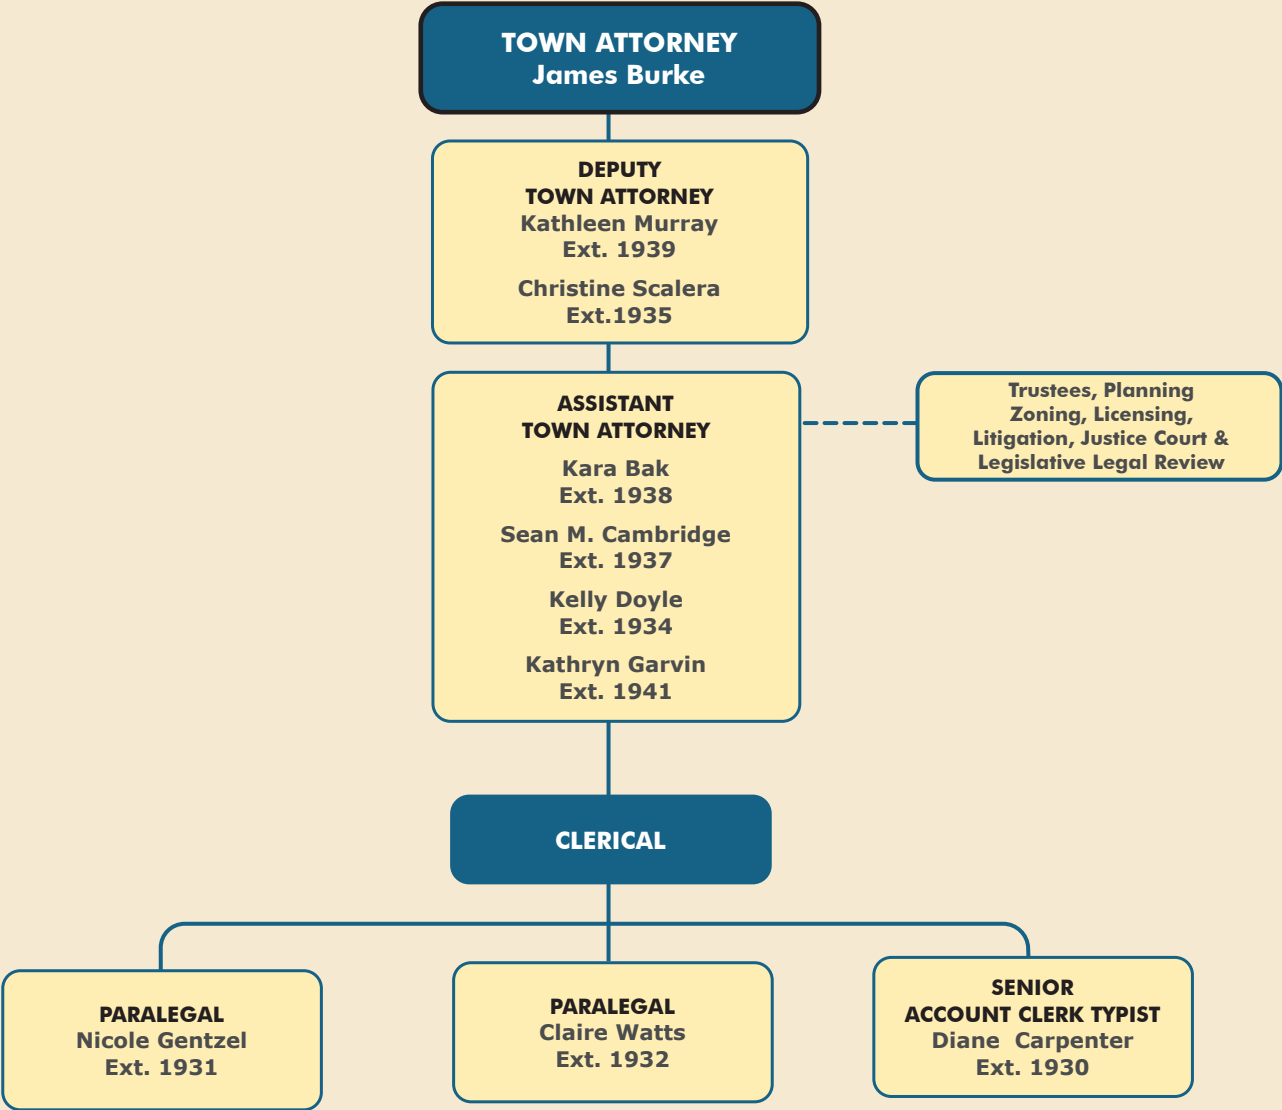 TOWN ATTORNEY
James Burke
DEPUTY
TOWN ATTORNEY
Kathleen Murray
Ext. 1939
Christine Scalera
Ext.1935
ASSISTANT
TOWN ATTORNEY
Kara Bak
Ext. 1938
Sean M. Cambridge
Ext. 1937
Kelly Doyle
Ext. 1934
Kathryn Garvin
Ext. 1941
Trustees, Planning
Zoning, Licensing,
Litigation, Justice Court &
Legislative Legal Review
CLERICAL
PARALEGAL
Nicole Gentzel
Ext. 1931
PARALEGAL
Claire Watts
Ext. 1932
SENIOR
ACCOUNT CLERK TYPIST
Diane  Carpenter
Ext. 1930